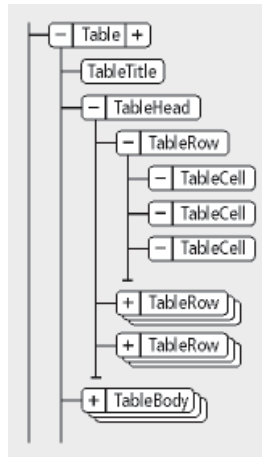 − Table +
TableTitle
− TableHead
− TableRow
− TableCell
− TableCell
− TableCell
+ TableRow
+ TableRow
+ TableBody